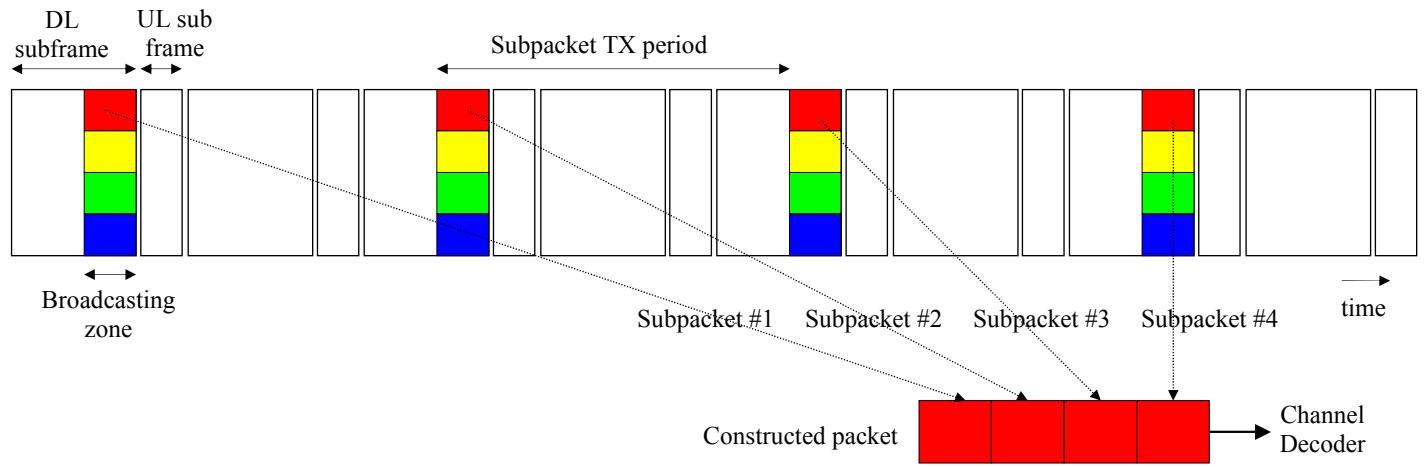 DL
subframe
UL sub
frame
Subpacket TX period
Broadcasting
zone
time
Subpacket #1
Subpacket #2
Subpacket #3
Subpacket #4
Constructed packet
Channel
Decoder